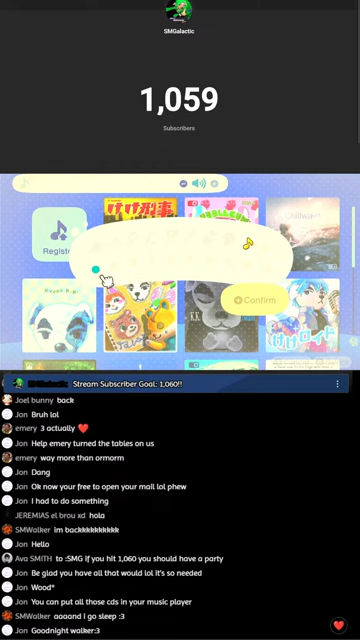 SMGalactic
1,059
Subscribers
Registe
Chillwave
K.K.
Confirm
SMGalactic Stream Subscriber Goal: 1,060!!
Joel bunny back
Jon Bruh lol
emery 3 actually ❤️
Jon Help emery turned the tables on us
emery way more than ormorm
Jon Dang
Jon Ok now your free to open your mail lol phew
Jon I had to do something
JEREMIAS el brou xd hola
SMWalker im backkkkkkkkkk
Jon Hello
Ava SMITH to :SMG if you hit 1,060 you should have a party
Jon Be glad you have all that would lol it's so needed
Jon Wood*
Jon You can put all those cds in your music player
SMWalker aaaand I go sleep :3
Jon Goodnight walker:3